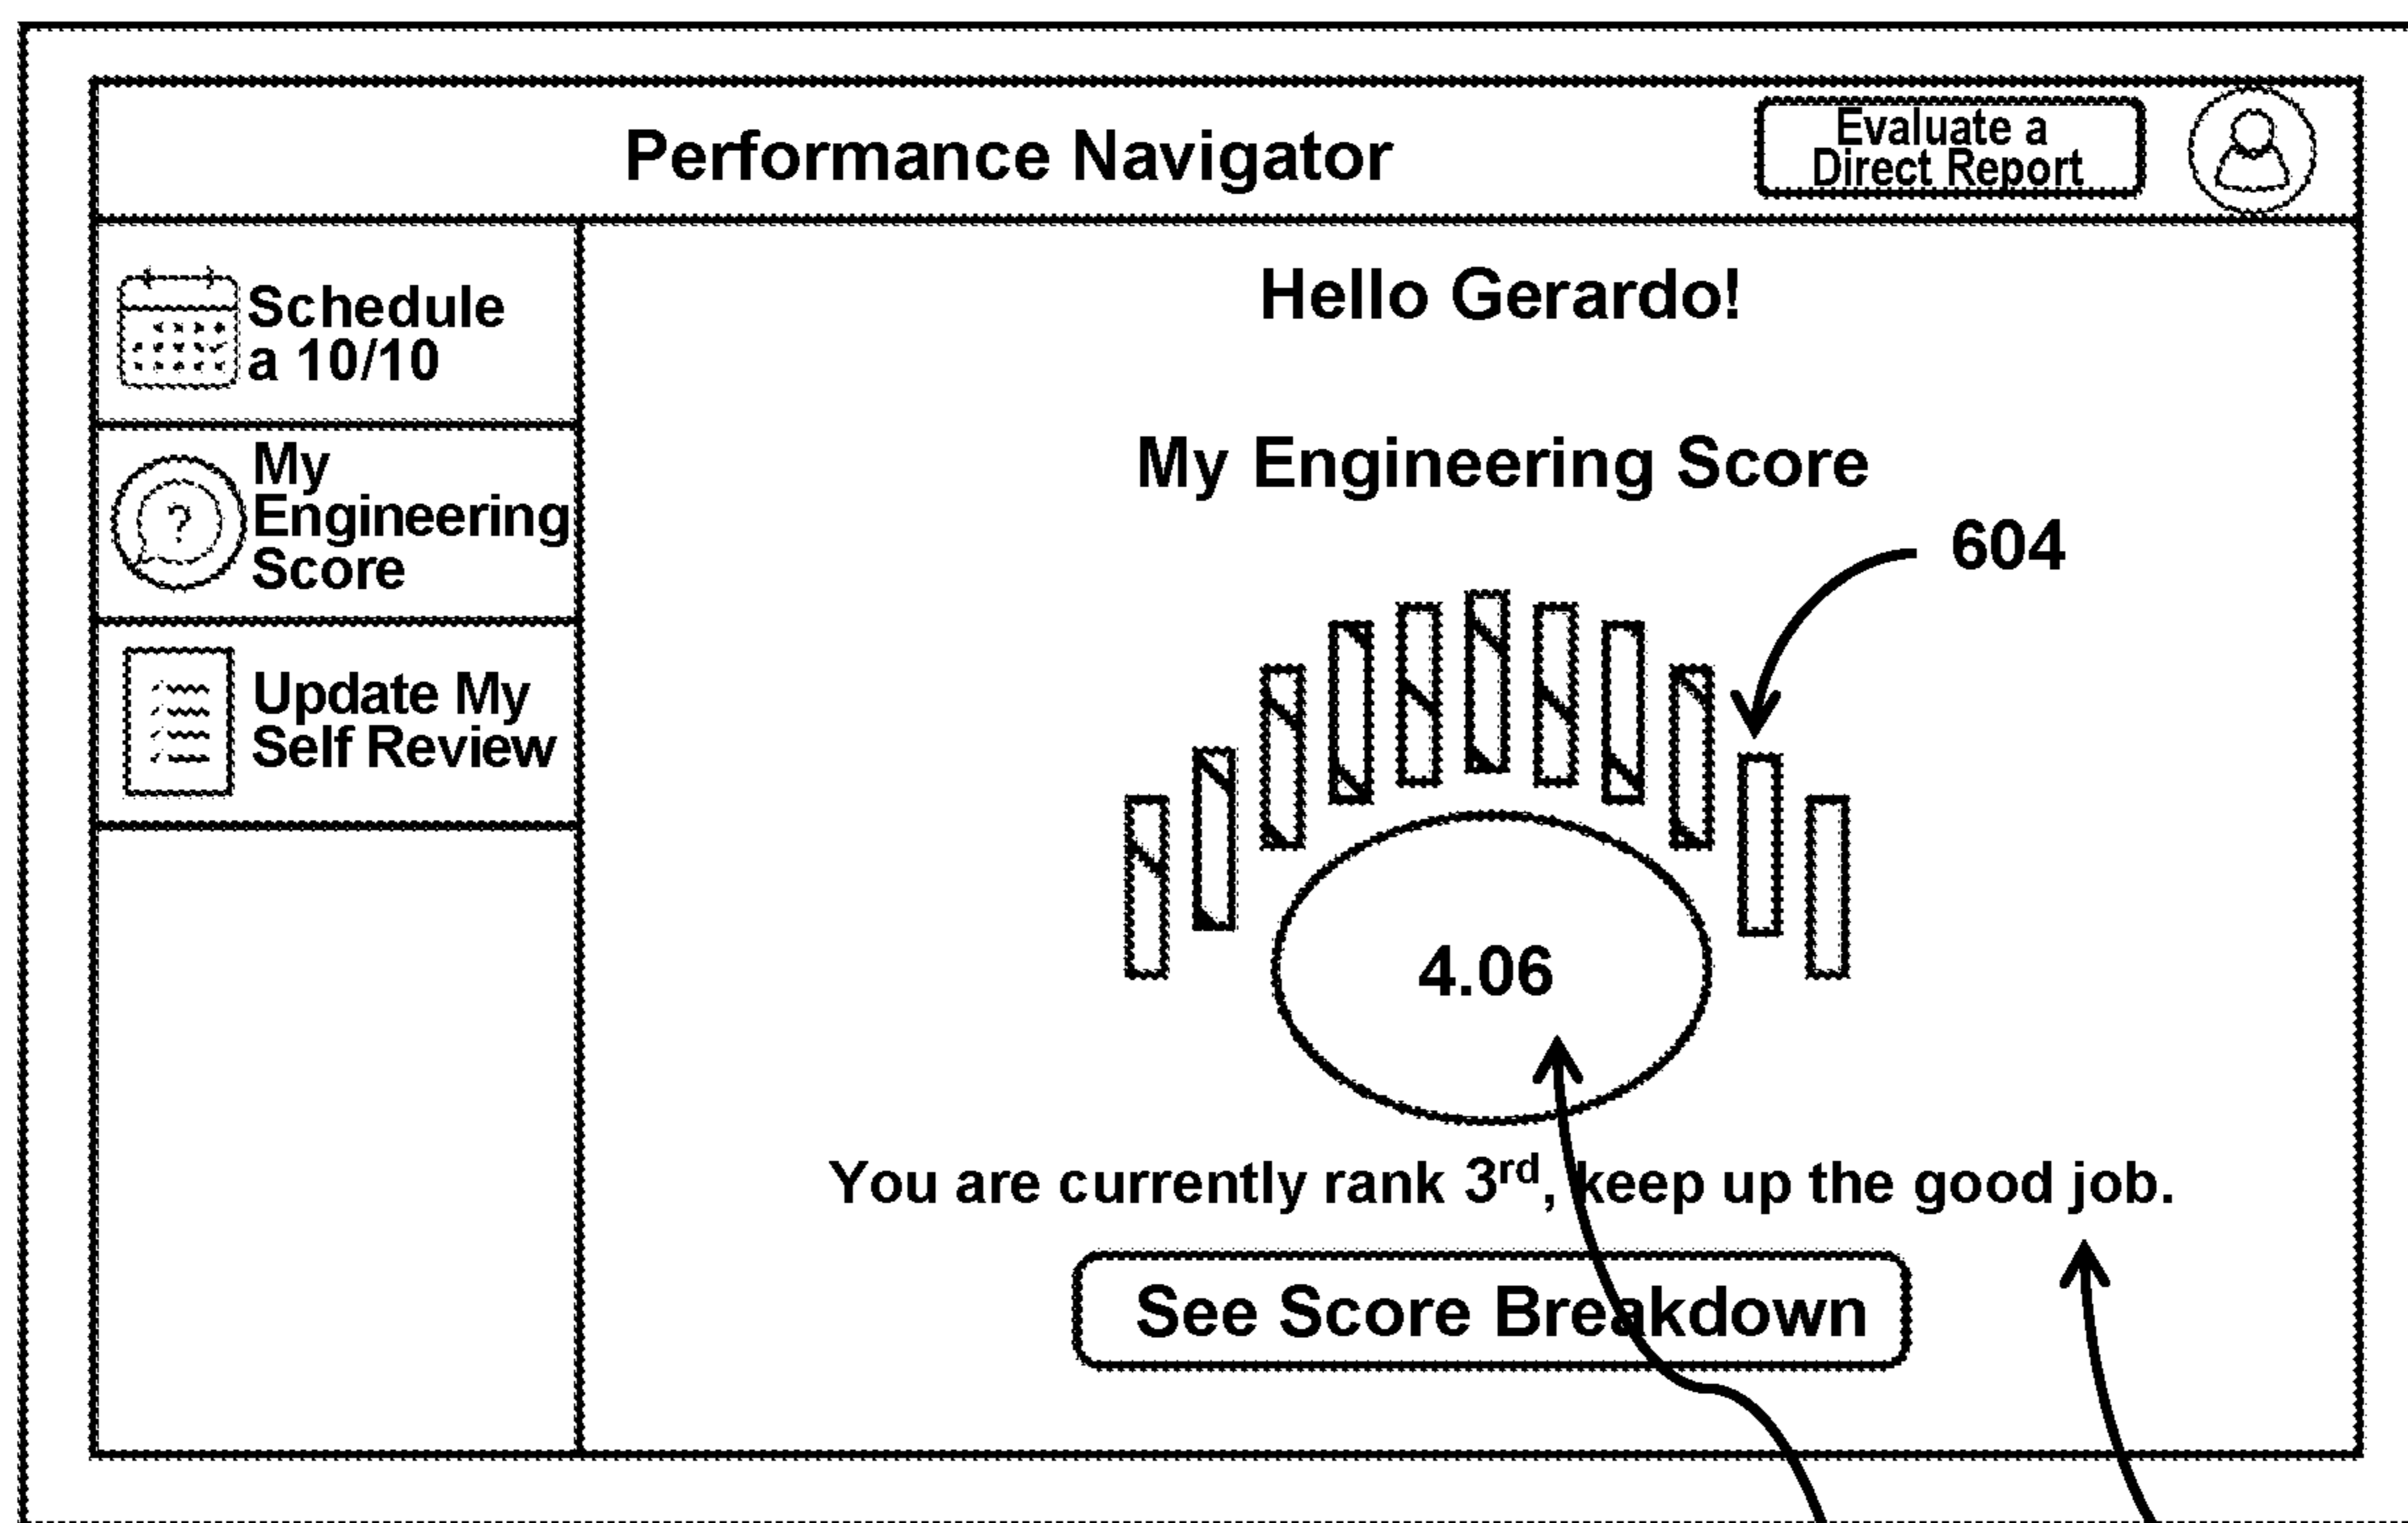 Performance Navigator
Evaluate a
Direct Report
Schedule
a 10/10
My
Engineering
Score
?
Update My
Self Review
Hello Gerardo!
My Engineering Score
604
4.06
You are currently rank 3rd, keep up the good job.
See Score Breakdown